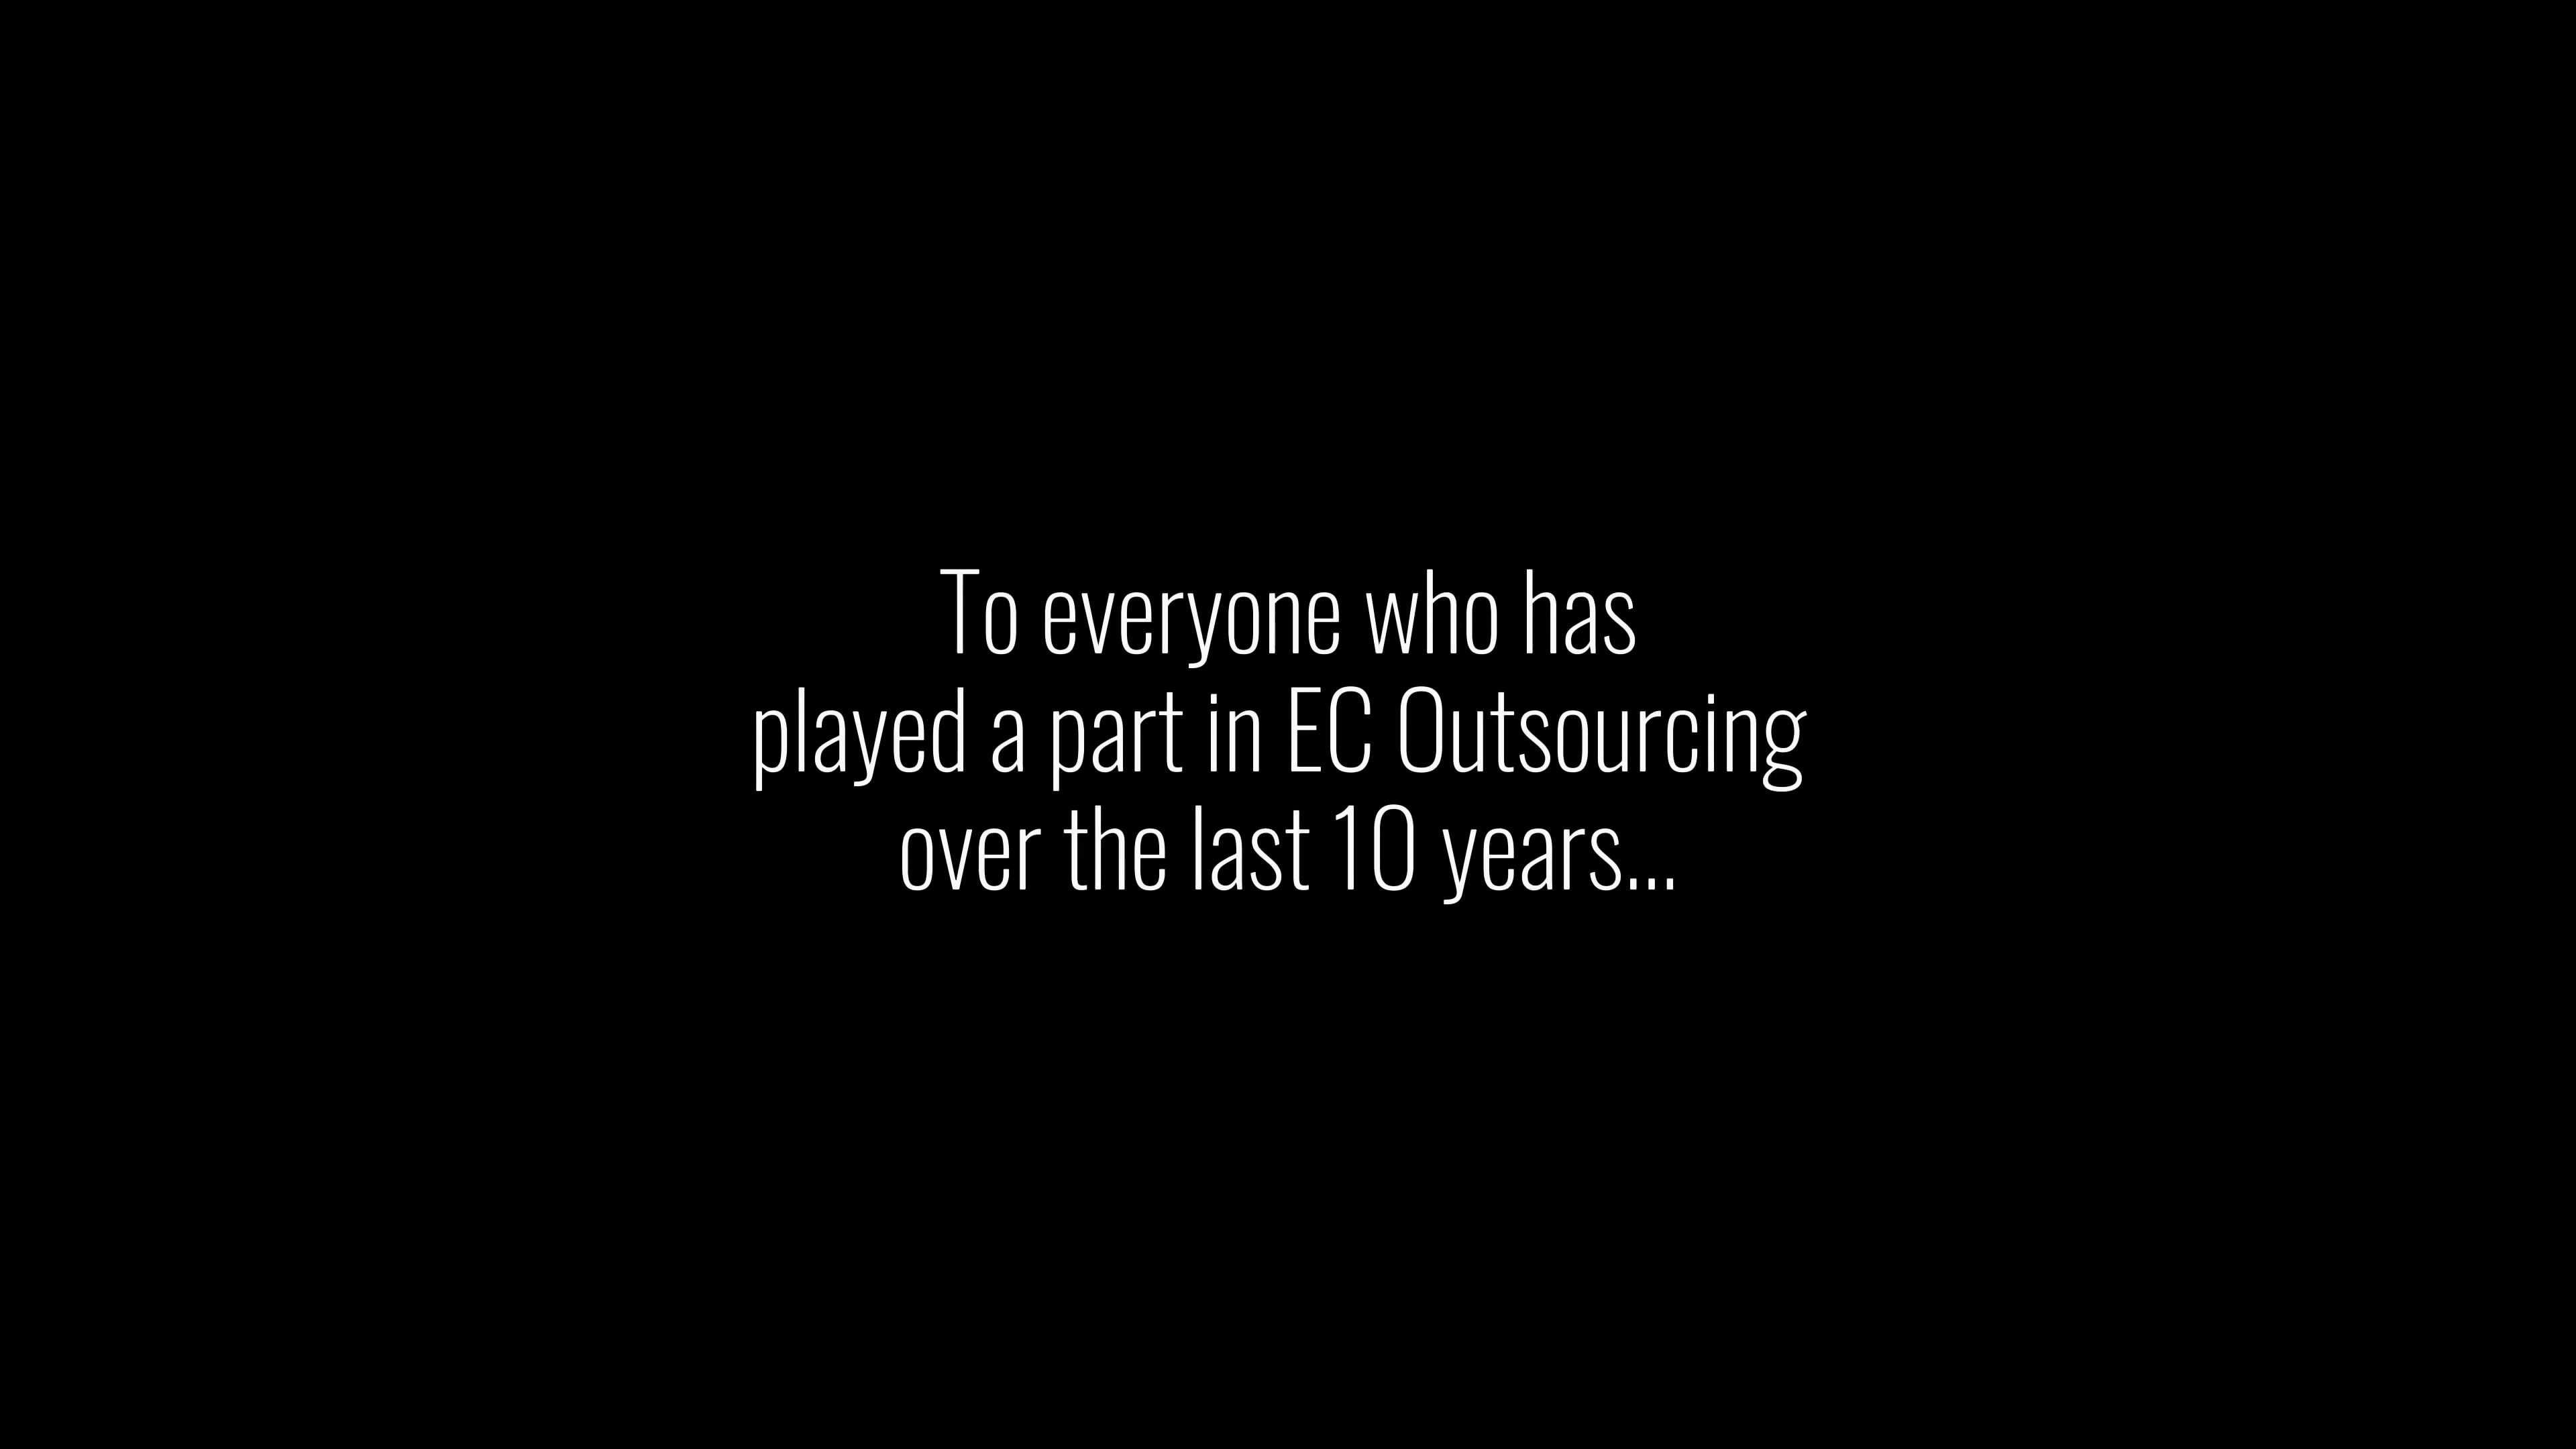 To everyone who has
played a part in EC Outsourcing
over the last 10 years...